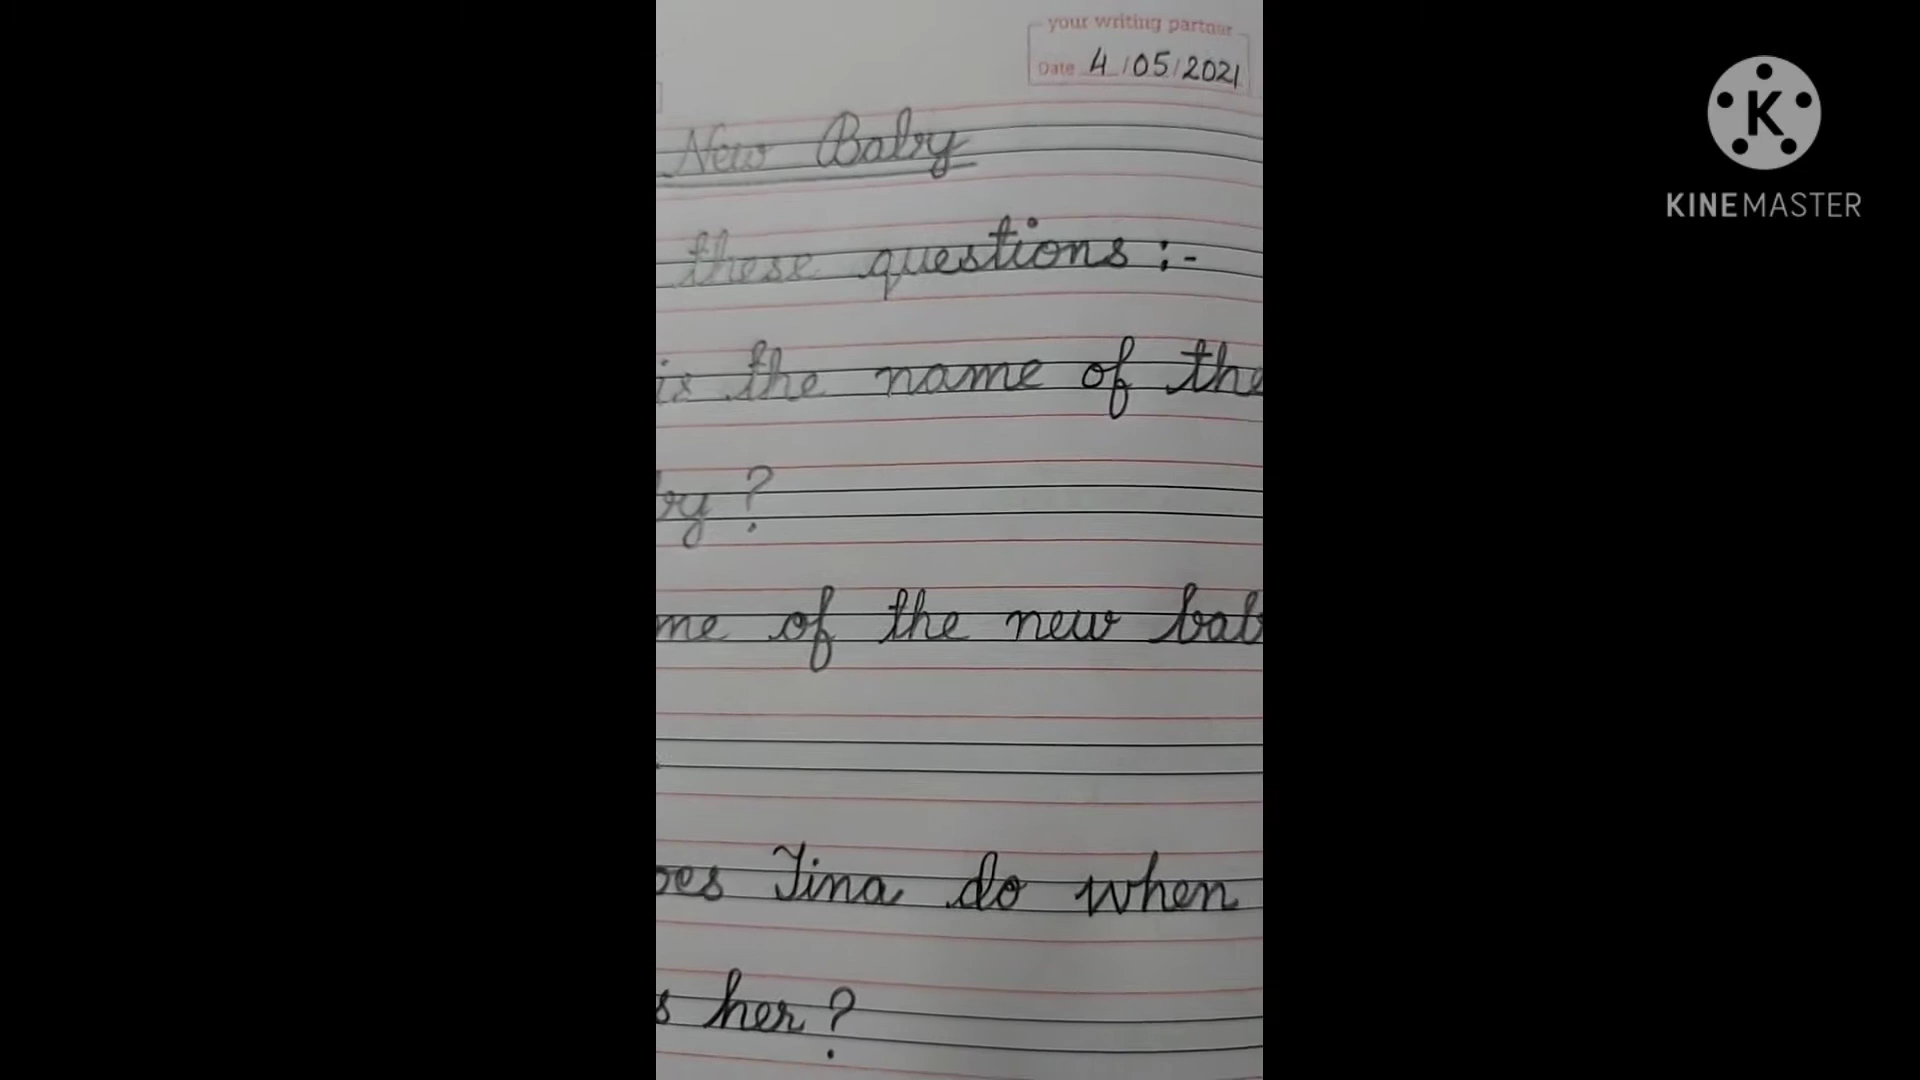 your writing partner
Date 4/05/2021
New Baby
these questions :-
is the name of the
by ?
me of the new bab
oes Tina do when
s her ?
KINEMASTER